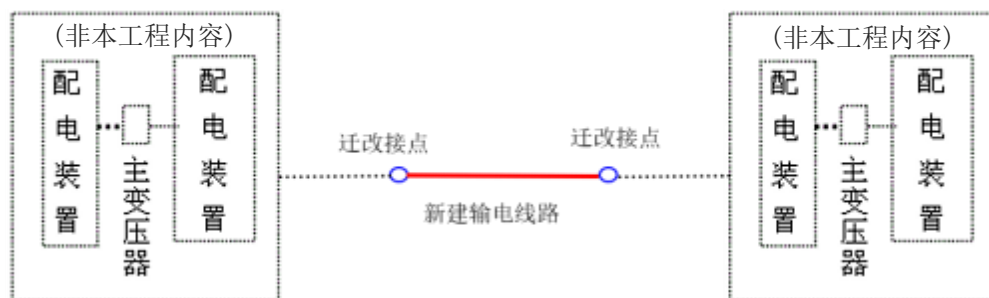 (非本工程内容)
配电装置
主变压器
配电装置
迁改接点
迁改接点
新建输电线路
(非本工程内容)
配电装置
主变压器
配电装置